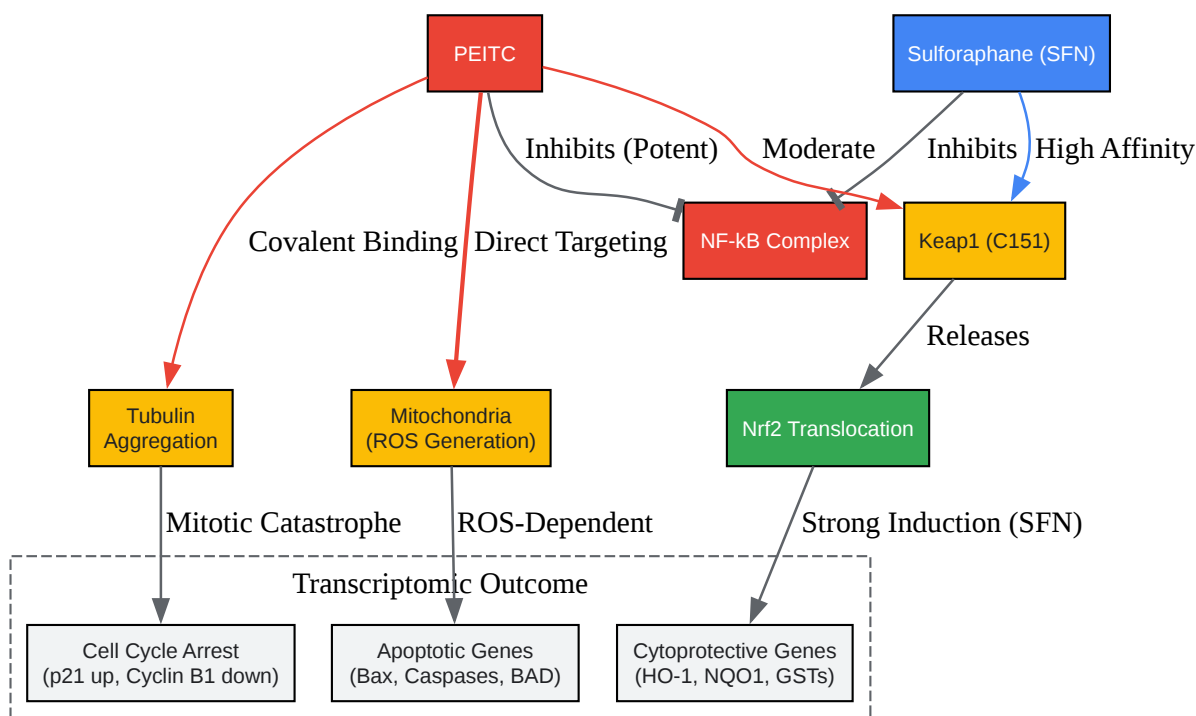 PEITC
Sulforaphane (SFN)
Inhibits (Potent)
Moderate
Inhibits
High Affinity
Covalent Binding
Direct Targeting
NF-kB Complex
Keap1 (C151)
Releases
Tubulin
Aggregation
Mitochondria
(ROS Generation)
Nrf2 Translocation
Mitotic Catastrophe
ROS-Dependent
Strong Induction (SFN)
Transcriptomic Outcome
Cell Cycle Arrest
(p21 up, Cyclin B1 down)
Apoptotic Genes
(Bax, Caspases, BAD)
Cytoprotective Genes
(HO-1, NQO1, GSTs)